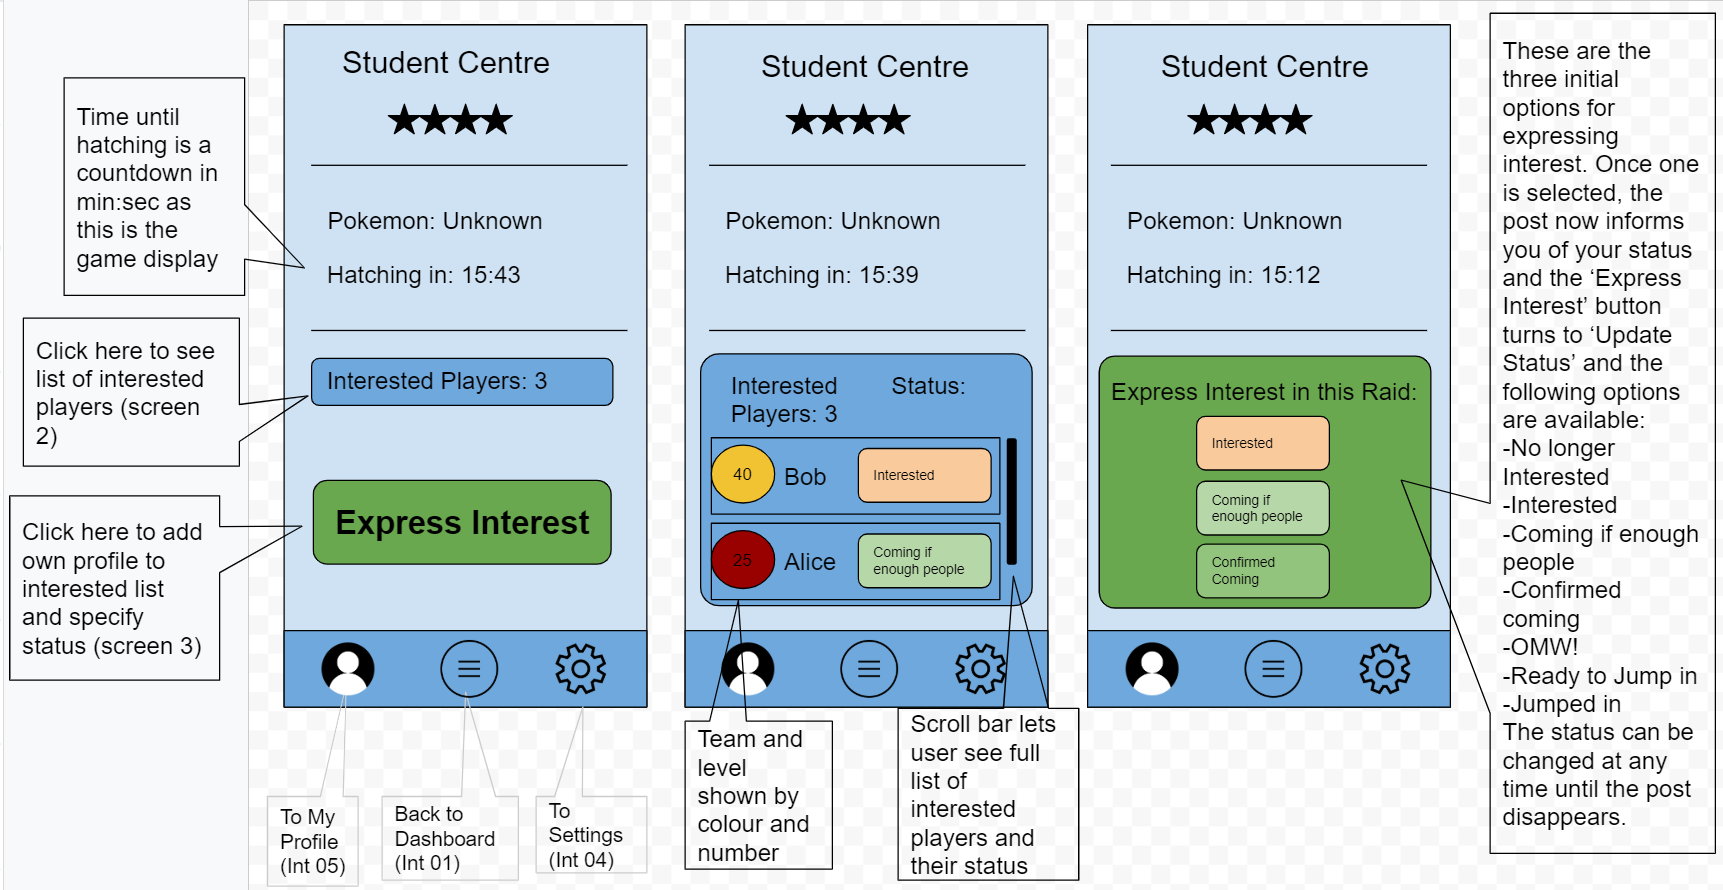 Time until
hatching is a
countdown in
min:sec as
this is the
game display
Click here to see
list of interested
players (screen
2)
Click here to add
own profile to
interested list
and specify
status (screen 3)
Student Centre
Pokemon: Unknown
Hatching in: 15:43
Interested Players: 3
Express Interest
To My
Profile
(Int 05)
Back to
Dashboard
(Int 01)
To
Settings
(Int 04)
Student Centre
Pokemon: Unknown
Hatching in: 15:39
Interested
Players: 3
Status:
40
Bob
Interested
25
Alice
Coming if
enough people
Team and
level
shown by
colour and
number
Scroll bar lets
user see full
list of
interested
players and
their status
Student Centre
Pokemon: Unknown
Hatching in: 15:12
Express Interest in this Raid:
Interested
Coming if
enough people
Confirmed
Coming
These are the
three initial
options for
expressing
interest. Once one
is selected, the
post now informs
you of your status
and the ‘Express
Interest’ button
turns to ‘Update
Status’ and the
following options
are available:
-No longer
Interested
-Interested
-Coming if enough
people
-Confirmed
coming
-OMW!
-Ready to Jump in
-Jumped in
The status can be
changed at any
time until the post
disappears.